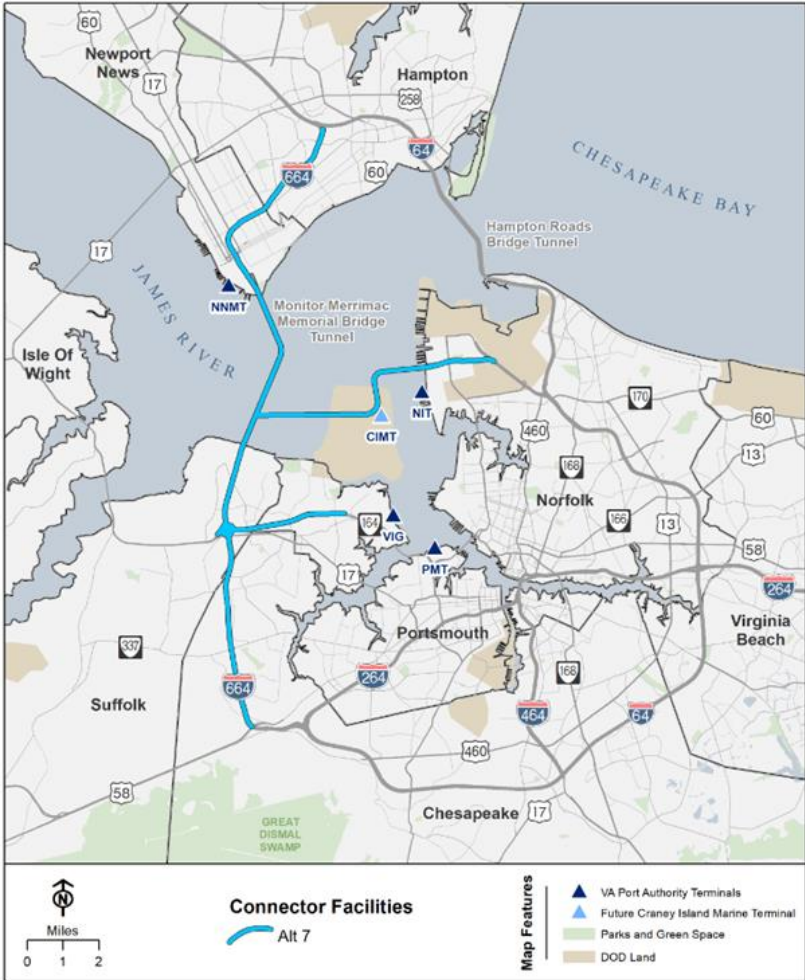 60
Newport
News
17
Hampton
258
64
664
60
CHESAPEAKE BAY
Hampton Roads
Bridge Tunnel
17
JAMES RIVER
NNMT
Monitor Merrimac
Memorial Bridge
Tunnel
Isle Of
Wight
NIT
170
CIMT
460
60
13
168
Norfolk
166
13
164
VIG
58
PMT
17
264
Virginia
Beach
Portsmouth
337
168
264
664
Suffolk
464
64
460
58
Chesapeake
17
GREAT
DISMAL
SWAMP
N
Miles
0 1 2
Connector Facilities
Alt 7
Map Features
VA Port Authority Terminals
Future Craney Island Marine Terminal
Parks and Green Space
DOD Land